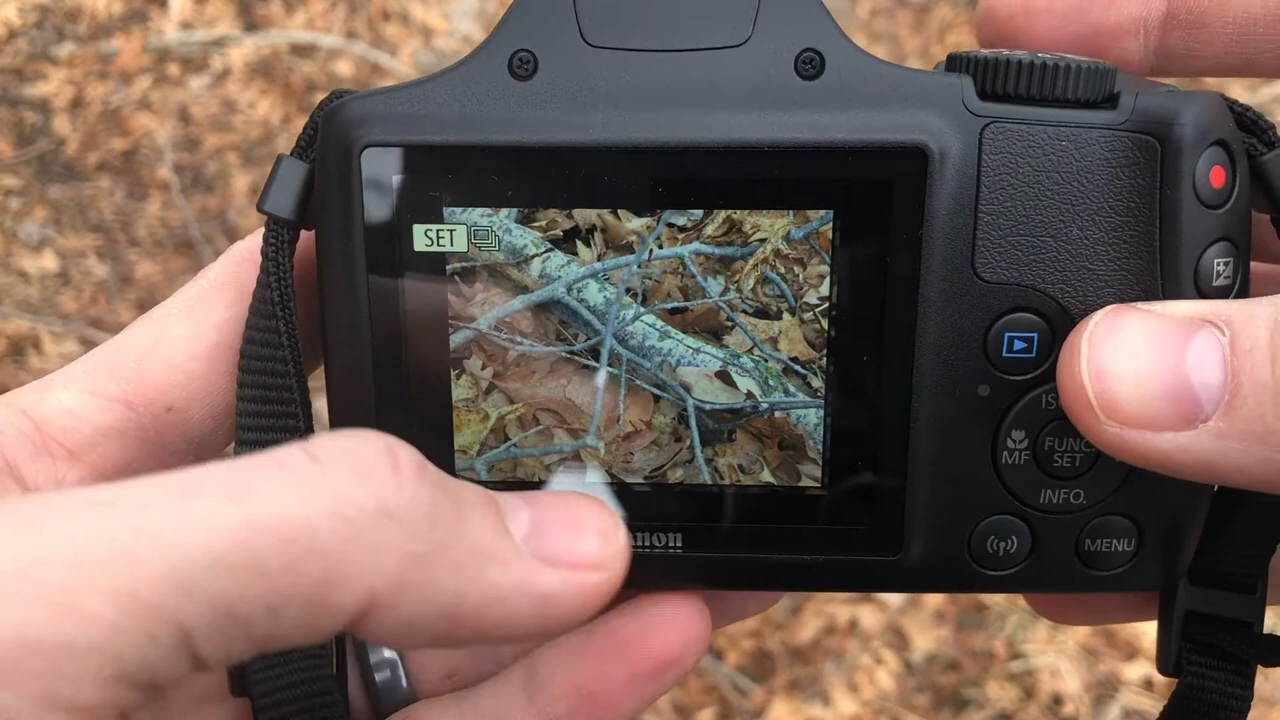 SET
ISO
MF
FUNC.
SET
INFO.
MENU